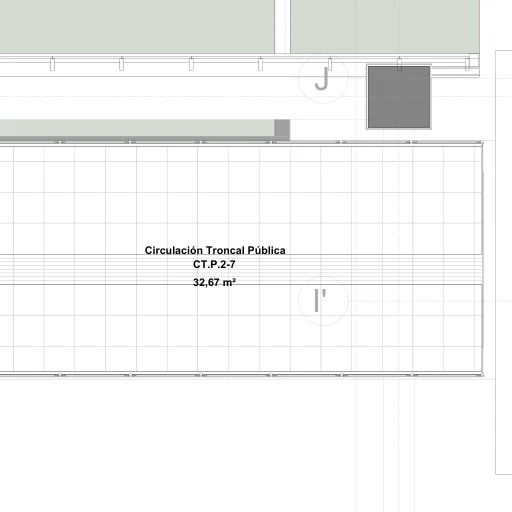 J
Circulación Troncal Pública
CT.P.2-7
32,67 m²
I'